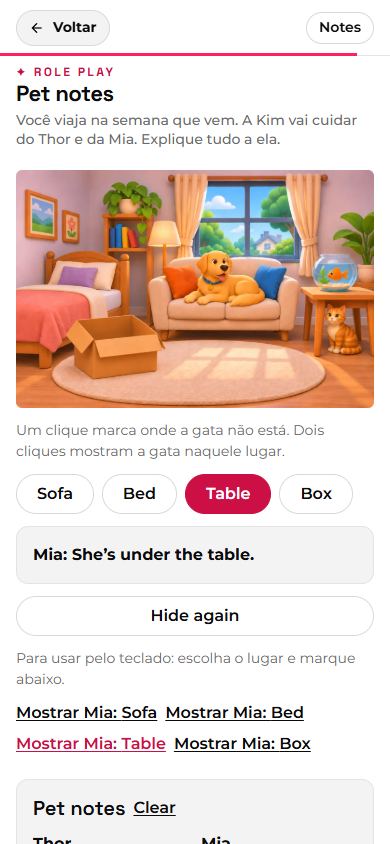 ← Voltar
Notes
✦ ROLE PLAY
Pet notes
Você viaja na semana que vem. A Kim vai cuidar
do Thor e da Mia. Explique tudo a ela.
Um clique marca onde a gata não está. Dois
cliques mostram a gata naquele lugar.
Sofa
Bed
Table
Box
Mia: She’s under the table.
Hide again
Para usar pelo teclado: escolha o lugar e marque
abaixo.
Mostrar Mia: Sofa Mostrar Mia: Bed
Mostrar Mia: Table Mostrar Mia: Box
Pet notes Clear
Thor Mia